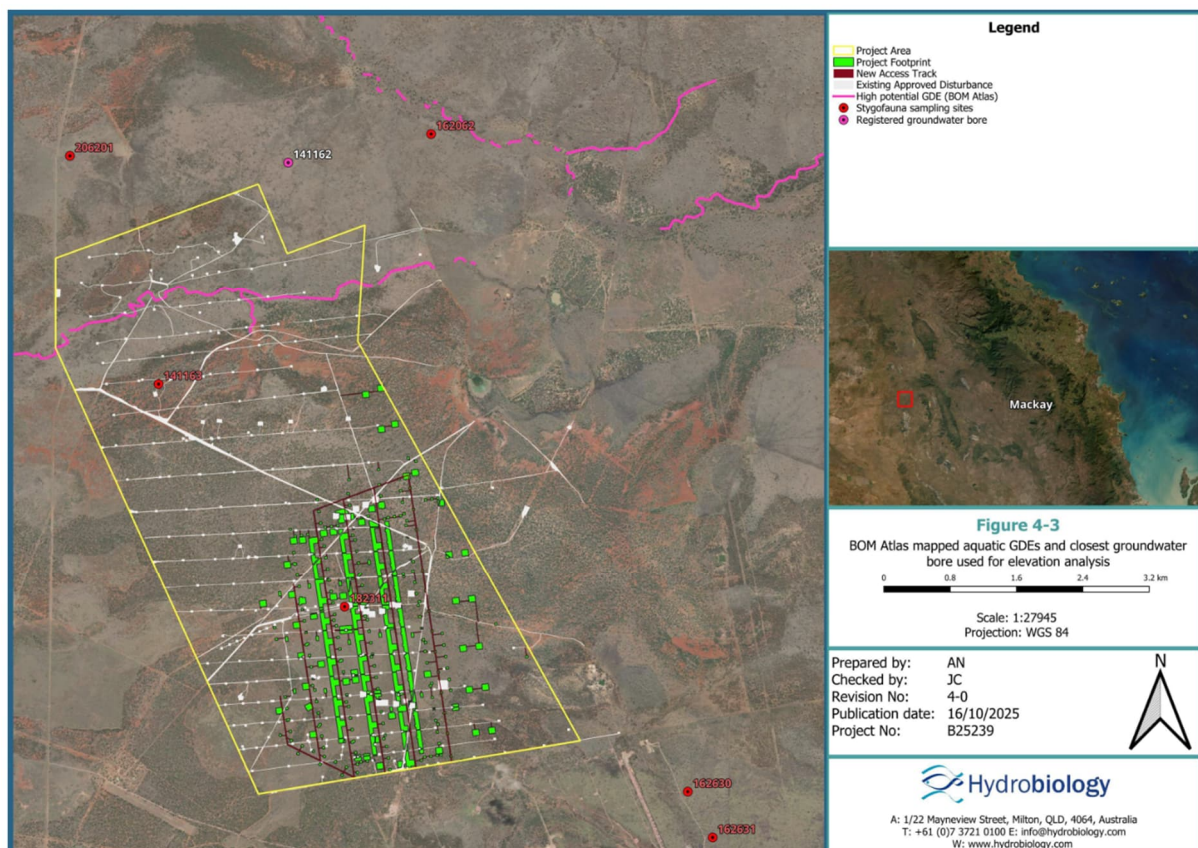 206201
141162
162062
141163
182311
162630
162631
Legend
Project Area
Project Footprint
New Access Track
Existing Approved Disturbance
High potential GDE (BOM Atlas)
Stygofauna sampling sites
Registered groundwater bore
Mackay
Figure 4-3
BOM Atlas mapped aquatic GDEs and closest groundwater
bore used for elevation analysis
0 0.8 1.6 2.4 3.2 km
Scale: 1:27945
Projection: WGS 84
Prepared by: AN
Checked by: JC
Revision No: 4-0
Publication date: 16/10/2025
Project No: B25239
N
Hydrobiology
A: 1/22 Mayneview Street, Milton, QLD, 4064, Australia
T: +61 (0)7 3721 0100 E: info@hydrobiology.com
W: www.hydrobiology.com